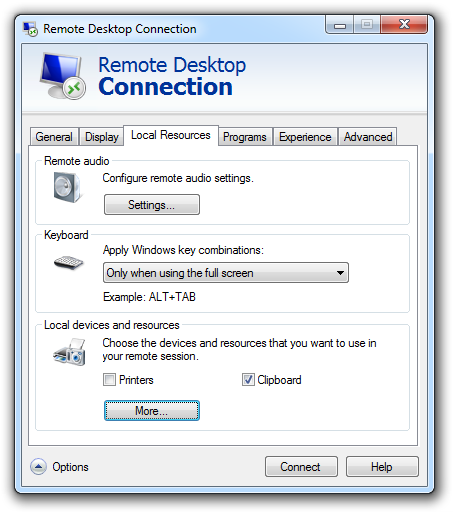 Remote Desktop Connection
Remote Desktop
Connection
General Display Local Resources Programs Experience Advanced
Remote audio
Configure remote audio settings.
Settings...
Keyboard
Apply Windows key combinations:
Only when using the full screen
Example: ALT+TAB
Local devices and resources
Choose the devices and resources that you want to use in
your remote session.
Printers Clipboard
More...
Options Connect Help